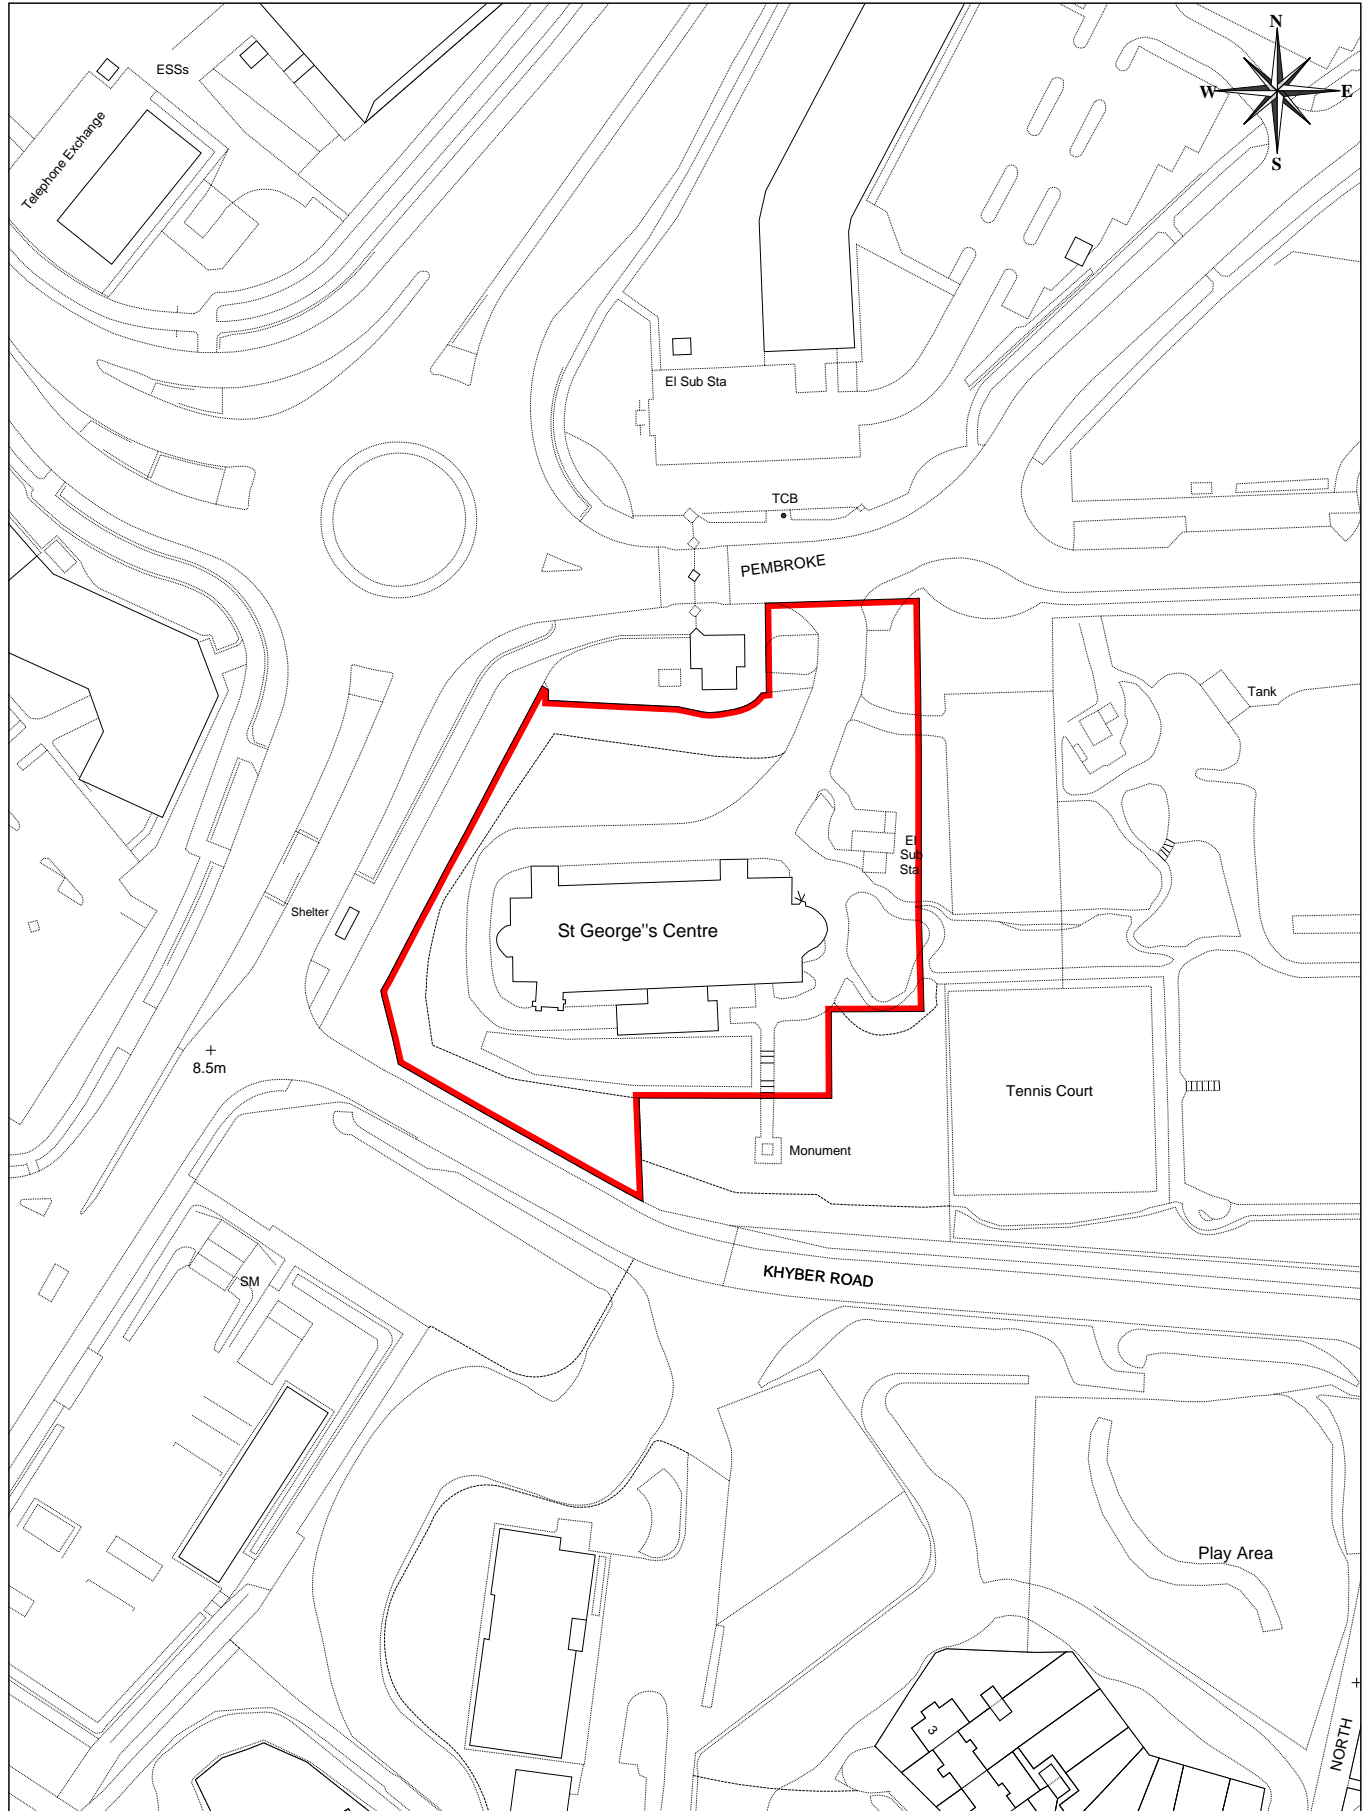 N
ESSs
W
E
Telephone Exchange
S
El Sub Sta
TCB
PEMBROKE
Tank
El
Sub
Sta
Shelter
St George"s Centre
8.5m
Tennis Court
Monument
KHYBER ROAD
SM
Play Area
3
NORTH